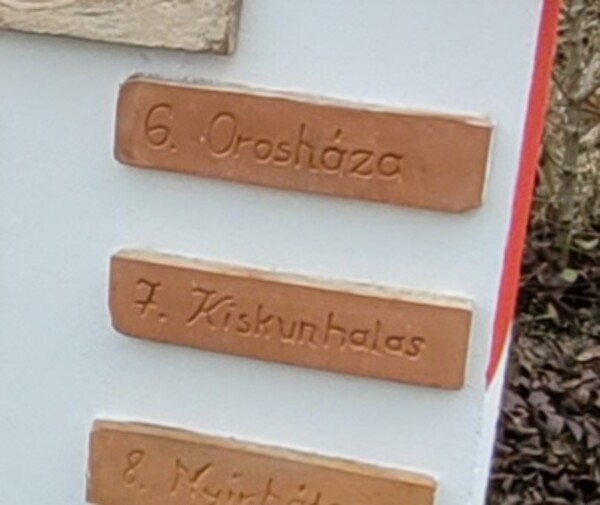 6. Orosháza
7. Kiskunhalas
8.